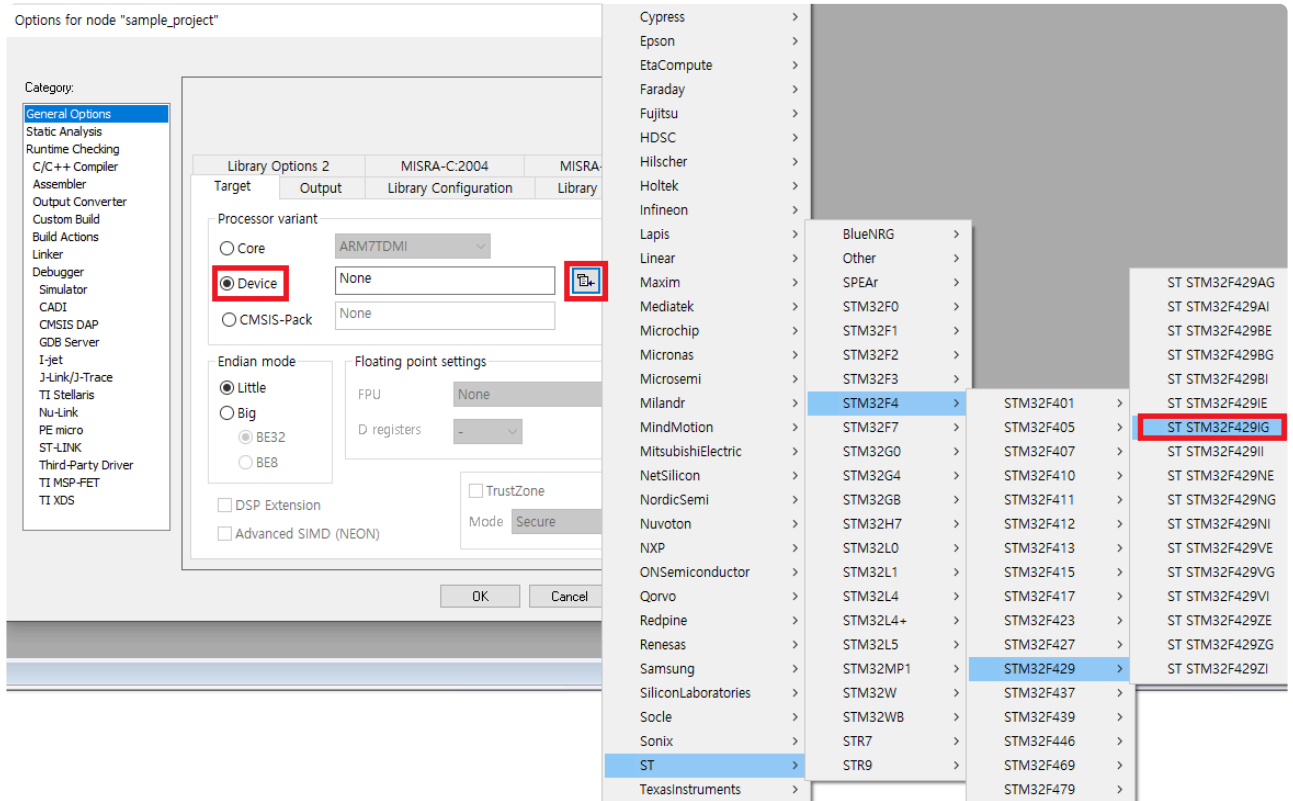 Options for node "sample_project"
Category:
General Options
Static Analysis
Runtime Checking
C/C++ Compiler
Assembler
Output Converter
Custom Build
Build Actions
Linker
Debugger
Simulator
CADI
CMSIS DAP
GDB Server
I-jet
J-Link/J-Trace
TI Stellaris
Nu-Link
PE micro
ST-LINK
Third-Party Driver
TI MSP-FET
TI XDS
Library Options 2
MISRA-C:2004
MISRA-
Target
Output
Library Configuration
Library
Processor variant
Core
ARM7TDMI
Device
None
CMSIS-Pack
None
Endian mode
Little
Big
BE32
BE8
Floating point settings
FPU
None
D registers
-
DSP Extension
Advanced SIMD (NEON)
TrustZone
Mode
Secure
OK
Cancel
Cypress
Epson
EtaCompute
Faraday
Fujitsu
HDSC
Hilscher
Holtek
Infineon
Lapis
Linear
Maxim
Mediatek
Microchip
Micronas
Microsemi
Milandr
MindMotion
MitsubishiElectric
NetSilicon
NordicSemi
Nuvoton
NXP
ONSemiconductor
Qorvo
Redpine
Renesas
Samsung
SiliconLaboratories
Socle
Sonix
ST
TexasInstruments
BlueNRG
Other
SPEAr
STM32F0
STM32F1
STM32F2
STM32F3
STM32F4
STM32F7
STM32G0
STM32G4
STM32GB
STM32H7
STM32L0
STM32L1
STM32L4
STM32L4+
STM32L5
STM32MP1
STM32W
STM32WB
STR7
STR9
STM32F401
STM32F405
STM32F407
STM32F410
STM32F411
STM32F412
STM32F413
STM32F415
STM32F417
STM32F423
STM32F427
STM32F429
STM32F437
STM32F439
STM32F446
STM32F469
STM32F479
ST STM32F429AG
ST STM32F429AI
ST STM32F429BE
ST STM32F429BG
ST STM32F429BI
ST STM32F429IE
ST STM32F429IG
ST STM32F429II
ST STM32F429NE
ST STM32F429NG
ST STM32F429NI
ST STM32F429VE
ST STM32F429VG
ST STM32F429VI
ST STM32F429ZE
ST STM32F429ZG
ST STM32F429ZI